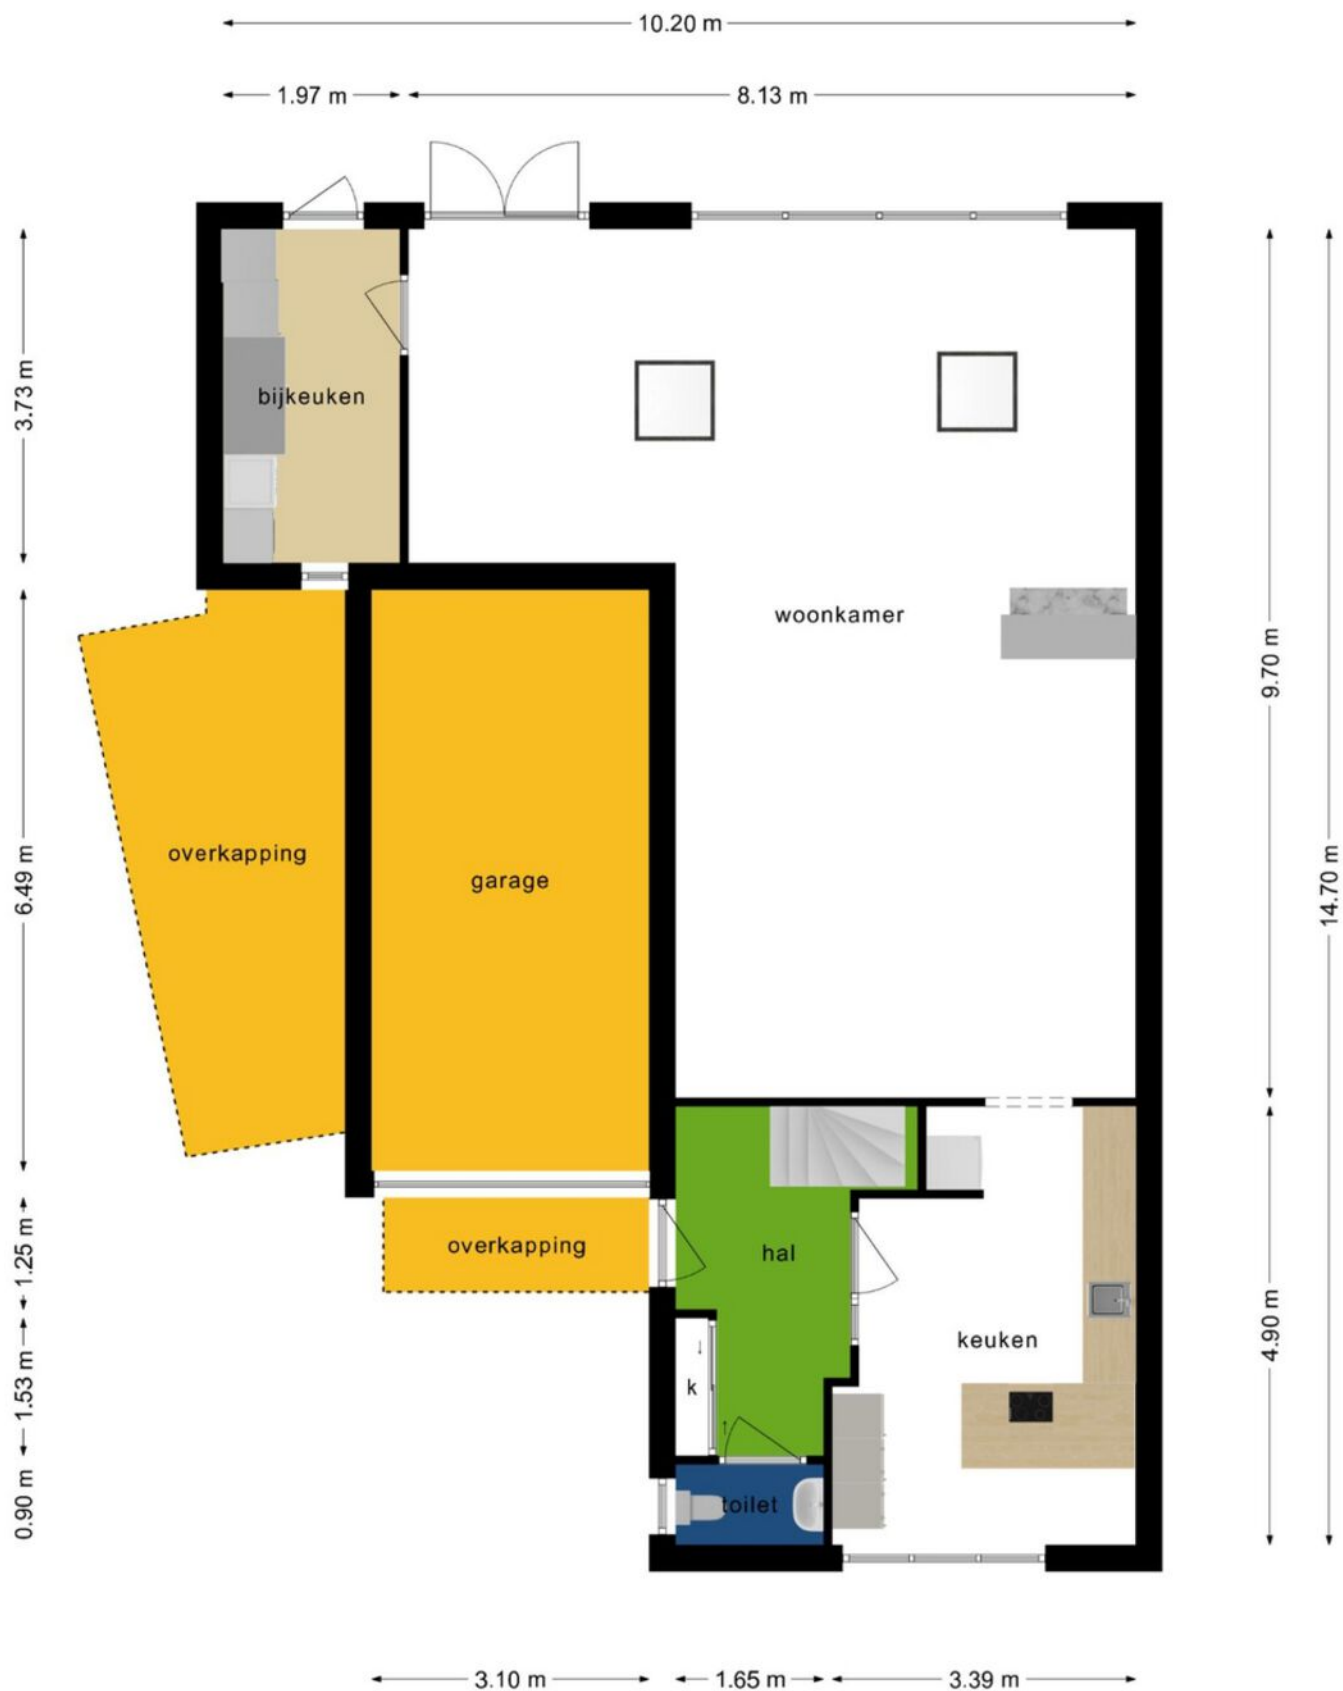 10.20 m
1.97 m
8.13 m
3.73 m
bijkeuken
woonkamer
9.70 m
6.49 m
overkapping
garage
14.70 m
1.25 m
overkapping
hal
keuken
4.90 m
1.53 m
k
0.90 m
toilet
3.10 m
1.65 m
3.39 m